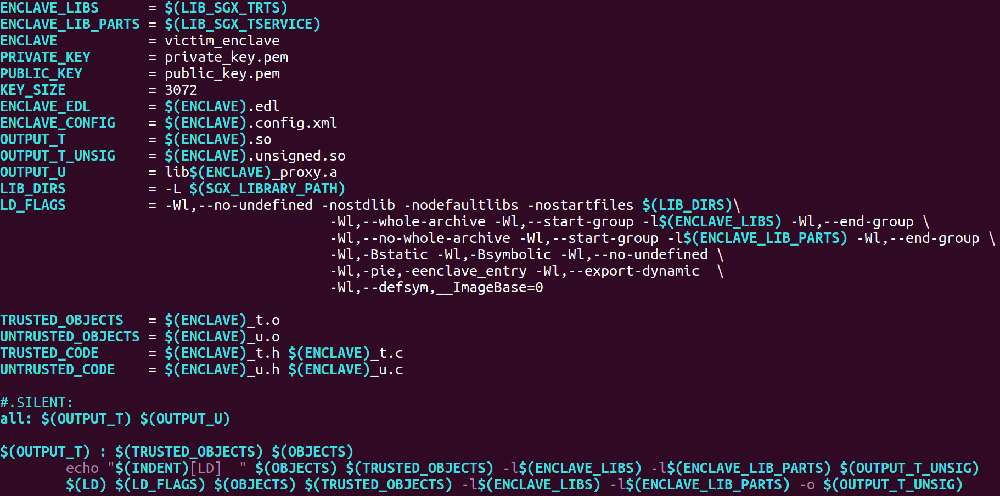 ENCLAVE_LIBS      = $(LIB_SGX_TRTS)
ENCLAVE_LIB_PARTS = $(LIB_SGX_TSERVICE)
ENCLAVE           = victim_enclave
PRIVATE_KEY       = private_key.pem
PUBLIC_KEY        = public_key.pem
KEY_SIZE          = 3072
ENCLAVE_EDL       = $(ENCLAVE).edl
ENCLAVE_CONFIG    = $(ENCLAVE).config.xml
OUTPUT_T          = $(ENCLAVE).so
OUTPUT_T_UNSIG    = $(ENCLAVE).unsigned.so
OUTPUT_U          = lib$(ENCLAVE)_proxy.a
LIB_DIRS          = -L $(SGX_LIBRARY_PATH)
LD_FLAGS          = -Wl,--no-undefined -nostdlib -nodefaultlibs -nostartfiles $(LIB_DIRS)\
                                        -Wl,--whole-archive -Wl,--start-group -l$(ENCLAVE_LIBS) -Wl,--end-group \
                                        -Wl,--no-whole-archive -Wl,--start-group -l$(ENCLAVE_LIB_PARTS) -Wl,--end-group \
                                        -Wl,-Bstatic -Wl,-Bsymbolic -Wl,--no-undefined \
                                        -Wl,-pie,-eenclave_entry -Wl,--export-dynamic  \
                                        -Wl,--defsym,__ImageBase=0

TRUSTED_OBJECTS   = $(ENCLAVE)_t.o
UNTRUSTED_OBJECTS = $(ENCLAVE)_u.o
TRUSTED_CODE      = $(ENCLAVE)_t.h $(ENCLAVE)_t.c
UNTRUSTED_CODE    = $(ENCLAVE)_u.h $(ENCLAVE)_u.c

#.SILENT:
all: $(OUTPUT_T) $(OUTPUT_U)

$(OUTPUT_T) : $(TRUSTED_OBJECTS) $(OBJECTS)
        echo "$(INDENT)[LD]  " $(OBJECTS) $(TRUSTED_OBJECTS) -l$(ENCLAVE_LIBS) -l$(ENCLAVE_LIB_PARTS) $(OUTPUT_T_UNSIG)
        $(LD) $(LD_FLAGS) $(OBJECTS) $(TRUSTED_OBJECTS) -l$(ENCLAVE_LIBS) -l$(ENCLAVE_LIB_PARTS) -o $(OUTPUT_T_UNSIG)